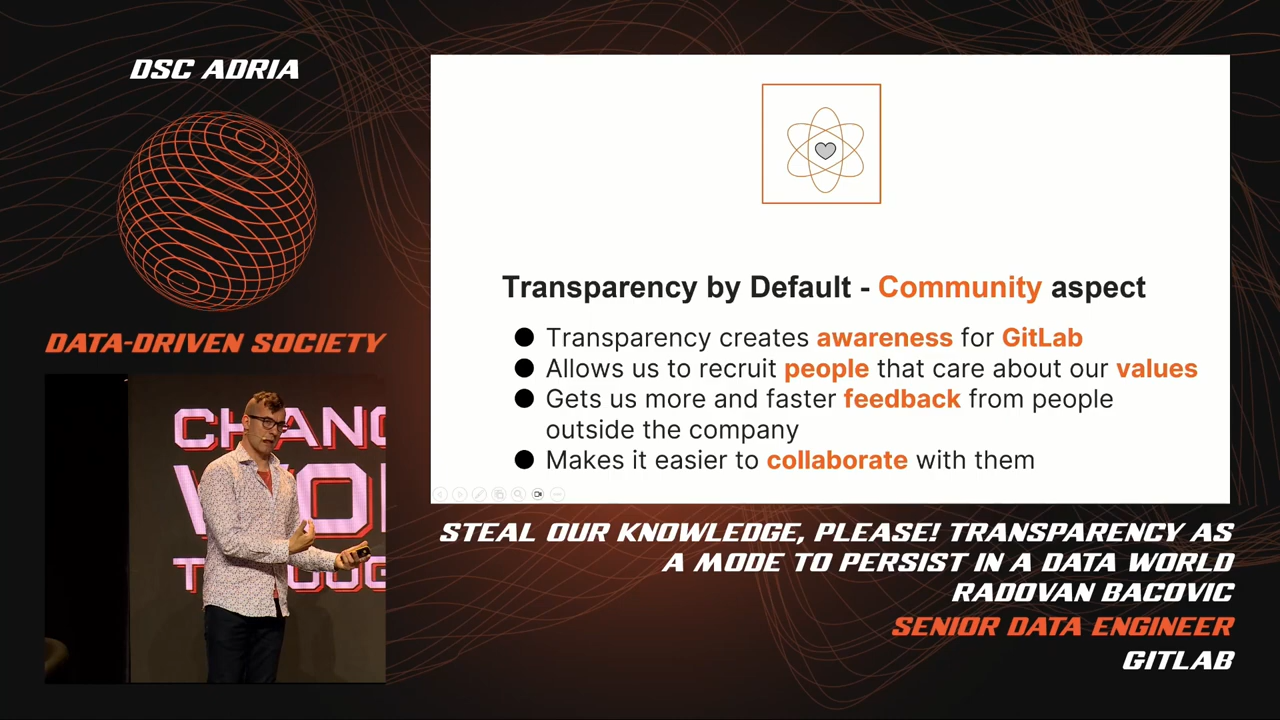 DSC ADRIA
DATA-DRIVEN SOCIETY
Transparency by Default - Community aspect
● Transparency creates awareness for GitLab
● Allows us to recruit people that care about our values
● Gets us more and faster feedback from people
outside the company
● Makes it easier to collaborate with them
STEAL OUR KNOWLEDGE, PLEASE! TRANSPARENCY AS
A MODE TO PERSIST IN A DATA WORLD
RADOVAN BACOVIC
SENIOR DATA ENGINEER
GITLAB